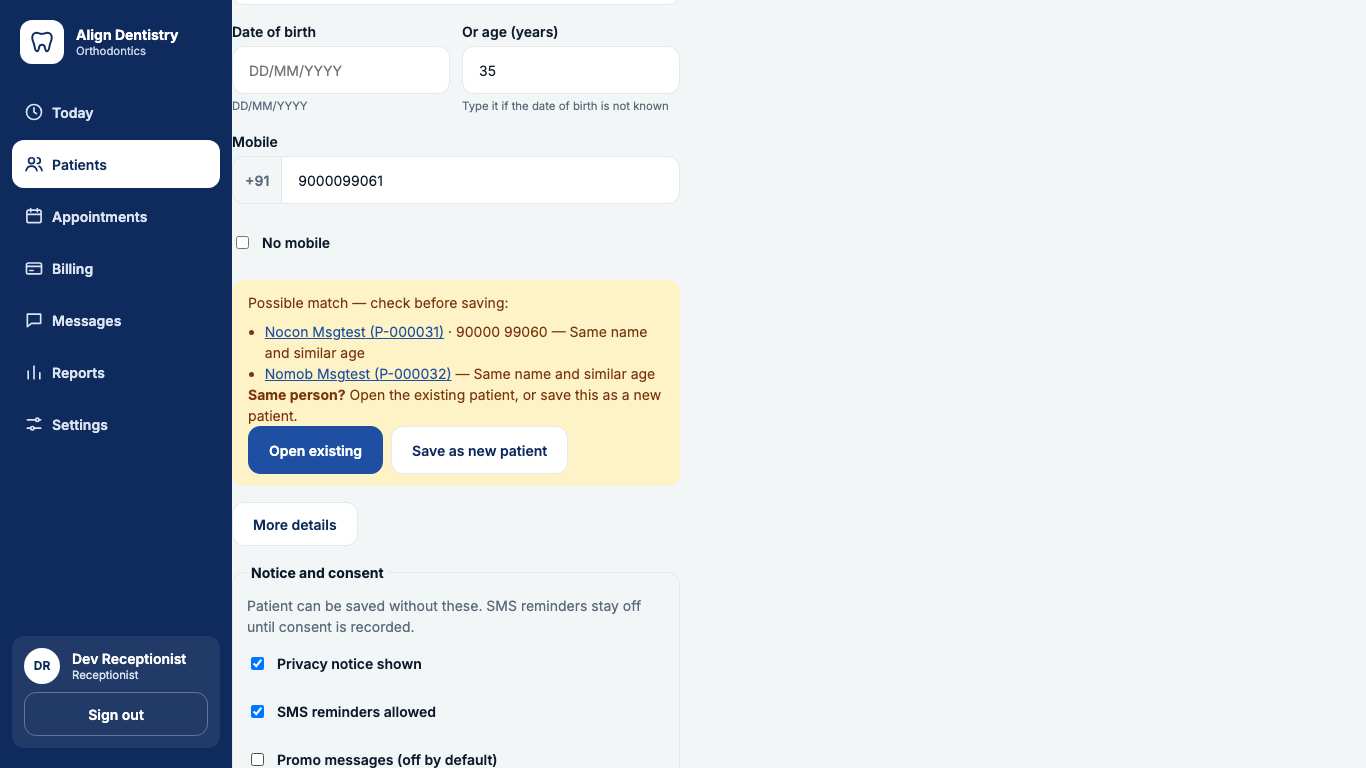 Align Dentistry
Orthodontics
Today
Patients
Appointments
Billing
Messages
Reports
Settings
DR
Dev Receptionist
Receptionist
Sign out
Date of birth
Or age (years)
DD/MM/YYYY
35
DD/MM/YYYY
Type it if the date of birth is not known
Mobile
+91
9000099061
No mobile
Possible match — check before saving:
• Nocon Msgtest (P-000031) · 90000 99060 — Same name
and similar age
• Nomob Msgtest (P-000032) — Same name and similar age
Same person? Open the existing patient, or save this as a new
patient.
Open existing
Save as new patient
More details
Notice and consent
Patient can be saved without these. SMS reminders stay off
until consent is recorded.
Privacy notice shown
SMS reminders allowed
Promo messages (off by default)